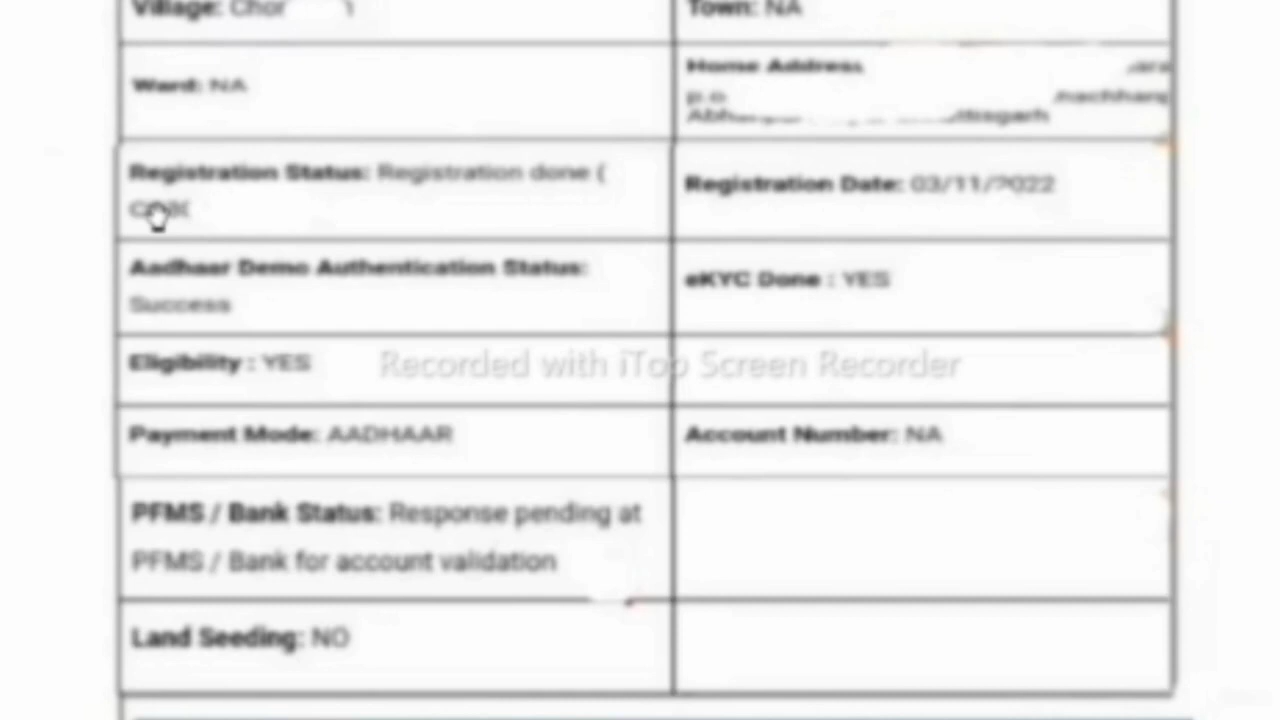 Village: Chor
Town: NA
Ward: NA
Home Address
p.o.
Registration Status: Registration done (
Registration Date: 03/11/2022
Aadhaar Demo Authentication Status:
Success
eKYC Done : YES
Eligibility : YES
Recorded with iTop Screen Recorder
Payment Mode: AADHAAR
Account Number: NA
PFMS / Bank Status: Response pending at
PFMS / Bank for account validation
Land Seeding: NO